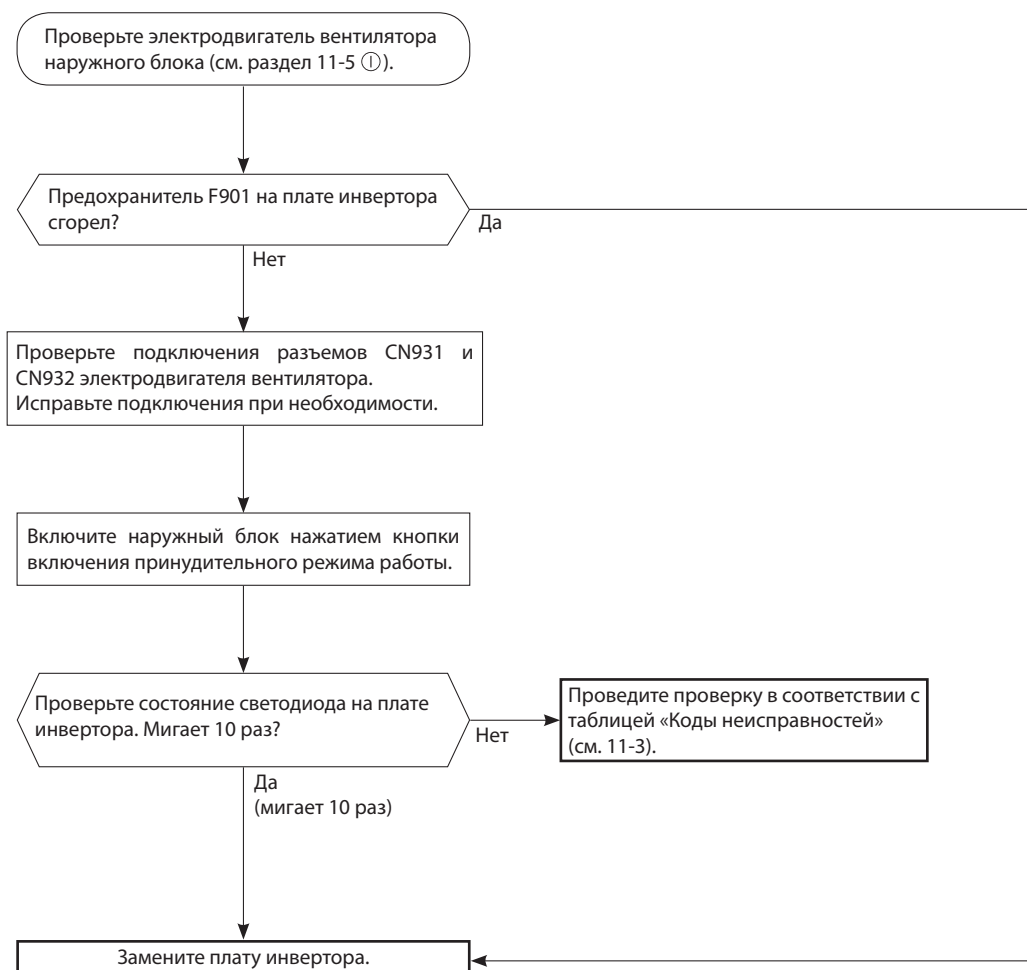 Проверьте электродвигатель вентилятора
наружного блока (см. раздел 11-5 Ⓘ).
Предохранитель F901 на плате инвертора
сгорел?
Да
Нет
Проверьте подключения разъемов CN931 и
CN932 электродвигателя вентилятора.
Исправьте подключения при необходимости.
Включите наружный блок нажатием кнопки
включения принудительного режима работы.
Проверьте состояние светодиода на плате
инвертора. Мигает 10 раз?
Нет
Проведите проверку в соответствии с
таблицей «Коды неисправностей»
(см. 11-3).
Да
(мигает 10 раз)
Замените плату инвертора.